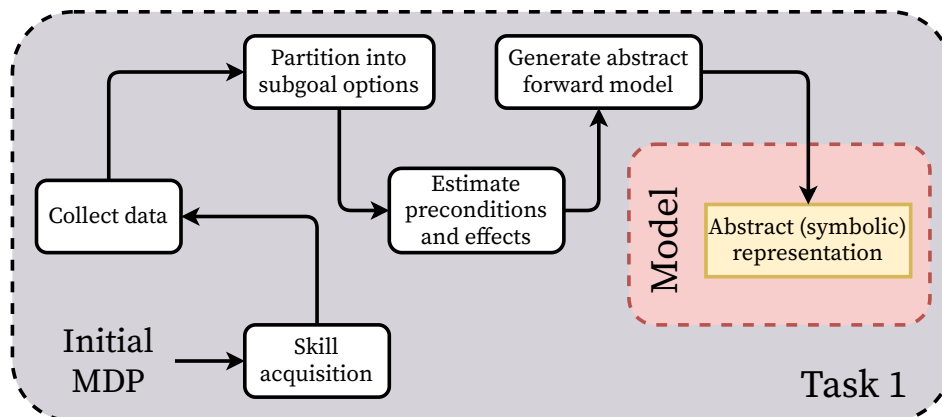 Partition into
subgoal options
Generate abstract
forward model
Collect data
Estimate
preconditions
and effects
Model
Abstract (symbolic)
representation
Initial
MDP
Skill
acquisition
Task 1